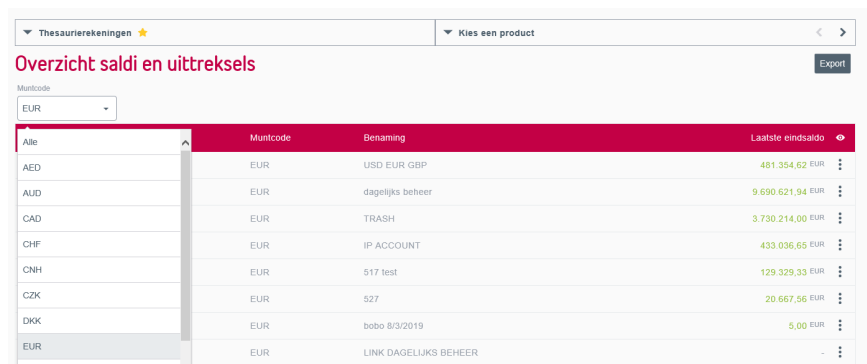 Thesaurierekeningen
Kies een product
Overzicht saldi en uittreksels
Export
Muntcode
EUR
Muntcode Benaming Laatste eindsaldo
Alle
AED EUR USD EUR GBP 481.354,62 EUR
AUD EUR dagelijks beheer 9.690.621,94 EUR
CAD EUR TRASH 3.730.214,00 EUR
CHF EUR IP ACCOUNT 433.036,65 EUR
CNH EUR 517 test 129.329,33 EUR
CZK EUR 527 20.667,56 EUR
DKK EUR bobo 8/3/2019 5,00 EUR
EUR EUR LINK DAGELIJKS BEHEER -